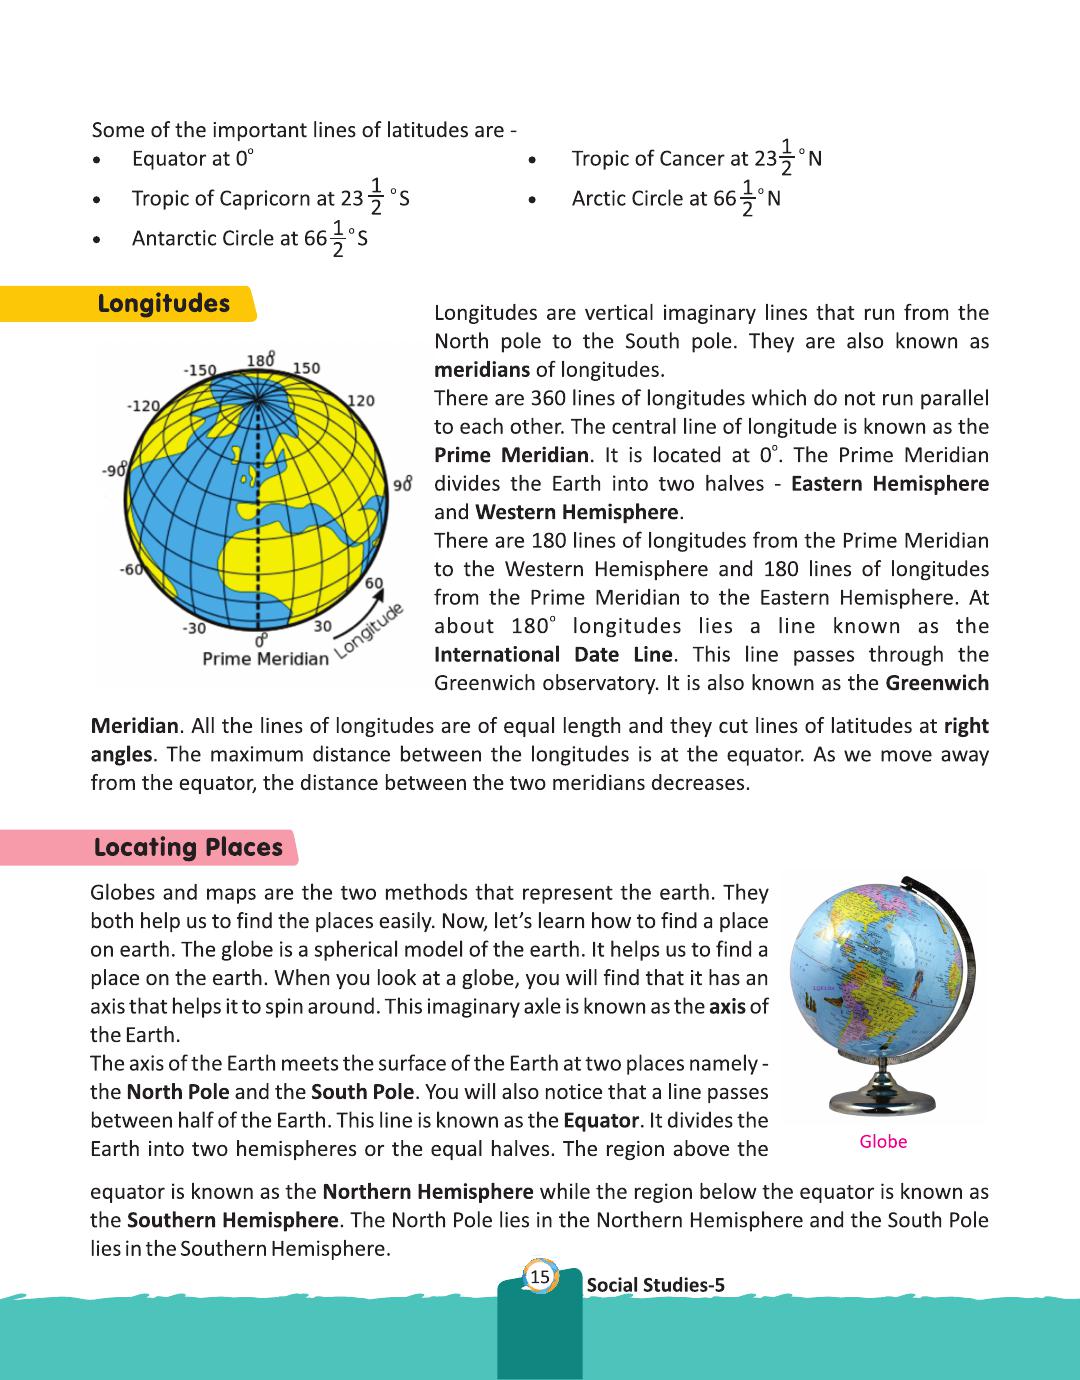 Some of the important lines of latitudes are -
• Equator at 0°
• Tropic of Cancer at 23 1/2 °N
• Tropic of Capricorn at 23 1/2 °S
• Arctic Circle at 66 1/2 °N
• Antarctic Circle at 66 1/2 °S
Longitudes
180°
-150
150
-120
120
-90°
90°
-60
60
-30
30
0°
Prime Meridian
Longitude
Longitudes are vertical imaginary lines that run from the
North pole to the South pole. They are also known as
meridians of longitudes.
There are 360 lines of longitudes which do not run parallel
to each other. The central line of longitude is known as the
Prime Meridian. It is located at 0°. The Prime Meridian
divides the Earth into two halves - Eastern Hemisphere
and Western Hemisphere.
There are 180 lines of longitudes from the Prime Meridian
to the Western Hemisphere and 180 lines of longitudes
from the Prime Meridian to the Eastern Hemisphere. At
about 180° longitudes lies a line known as the
International Date Line. This line passes through the
Greenwich observatory. It is also known as the Greenwich
Meridian. All the lines of longitudes are of equal length and they cut lines of latitudes at right
angles. The maximum distance between the longitudes is at the equator. As we move away
from the equator, the distance between the two meridians decreases.
Locating Places
Globes and maps are the two methods that represent the earth. They
both help us to find the places easily. Now, let's learn how to find a place
on earth. The globe is a spherical model of the earth. It helps us to find a
place on the earth. When you look at a globe, you will find that it has an
axis that helps it to spin around. This imaginary axle is known as the axis of
the Earth.
The axis of the Earth meets the surface of the Earth at two places namely -
the North Pole and the South Pole. You will also notice that a line passes
between half of the Earth. This line is known as the Equator. It divides the
Earth into two hemispheres or the equal halves. The region above the
Globe
equator is known as the Northern Hemisphere while the region below the equator is known as
the Southern Hemisphere. The North Pole lies in the Northern Hemisphere and the South Pole
lies in the Southern Hemisphere.
15
Social Studies-5